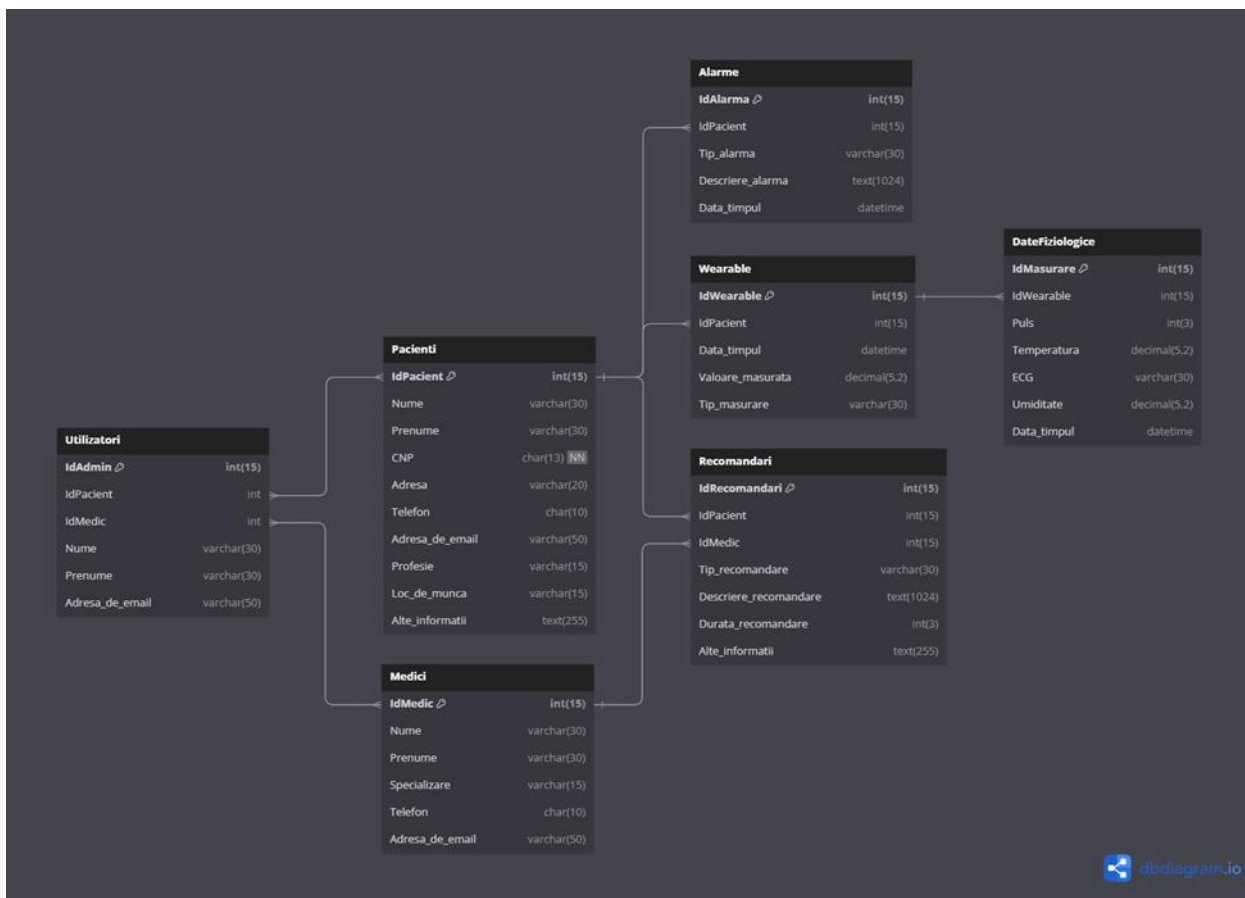 Alarme
IdAlarma int(15)
IdPacient int(15)
Tip_alarma varchar(30)
Descriere_alarma text(1024)
Data_timpul datetime
Wearable
IdWearable int(15)
IdPacient int(15)
Data_timpul datetime
Valoare_masurata decimal(5,2)
Tip_masurare varchar(30)
DateFiziologice
IdMasurare int(15)
IdWearable int(15)
Puls int(3)
Temperatura decimal(5,2)
ECG varchar(30)
Umiditate decimal(5,2)
Data_timpul datetime
Pacienti
IdPacient int(15)
Nume varchar(30)
Prenume varchar(30)
CNP char(13) NN
Adresa varchar(20)
Telefon char(10)
Adresa_de_email varchar(50)
Profesie varchar(15)
Loc_de_munca varchar(15)
Alte_informatii text(255)
Utilizatori
IdAdmin int(15)
IdPacient int
IdMedic int
Nume varchar(30)
Prenume varchar(30)
Adresa_de_email varchar(50)
Recomandari
IdRecomandari int(15)
IdPacient int(15)
IdMedic int(15)
Tip_recomandare varchar(30)
Descriere_recomandare text(1024)
Durata_recomandare int(3)
Alte_informatii text(255)
Medici
IdMedic int(15)
Nume varchar(30)
Prenume varchar(30)
Specializare varchar(15)
Telefon char(10)
Adresa_de_email varchar(50)
dbdiagram.io